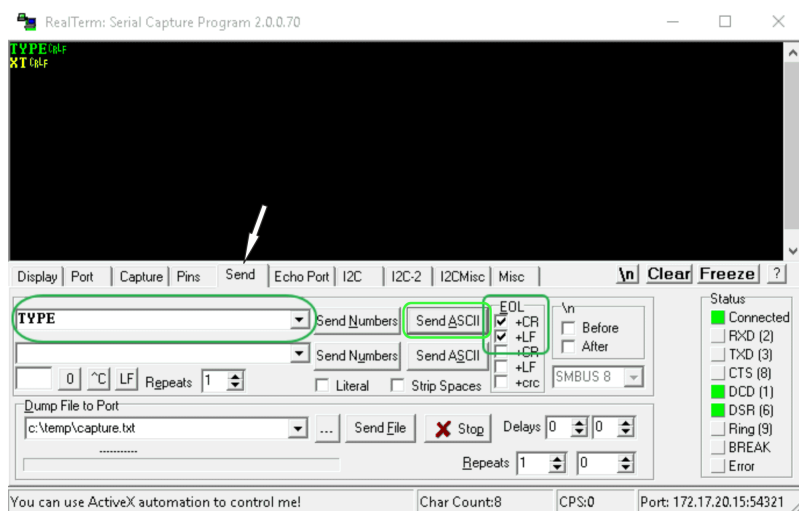 RealTerm: Serial Capture Program 2.0.0.70
TYPECRLF
XTCRLF
Display Port Capture Pins Send Echo Port I2C I2C-2 I2CMisc Misc \n Clear Freeze ?
TYPE Send Numbers Send ASCII
EOL
+CR
+LF
\n
Before
After
Send Numbers Send ASCII
+CR
+LF
+crc
SMBUS 8
0 ^C LF Repeats 1 Literal Strip Spaces
Dump File to Port
c:\temp\capture.txt ... Send File Stop Delays 0 0
Repeats 1 0
Status
Connected
RXD (2)
TXD (3)
CTS (8)
DCD (1)
DSR (6)
Ring (9)
BREAK
Error
You can use ActiveX automation to control me! Char Count:8 CPS:0 Port: 172.17.20.15:54321